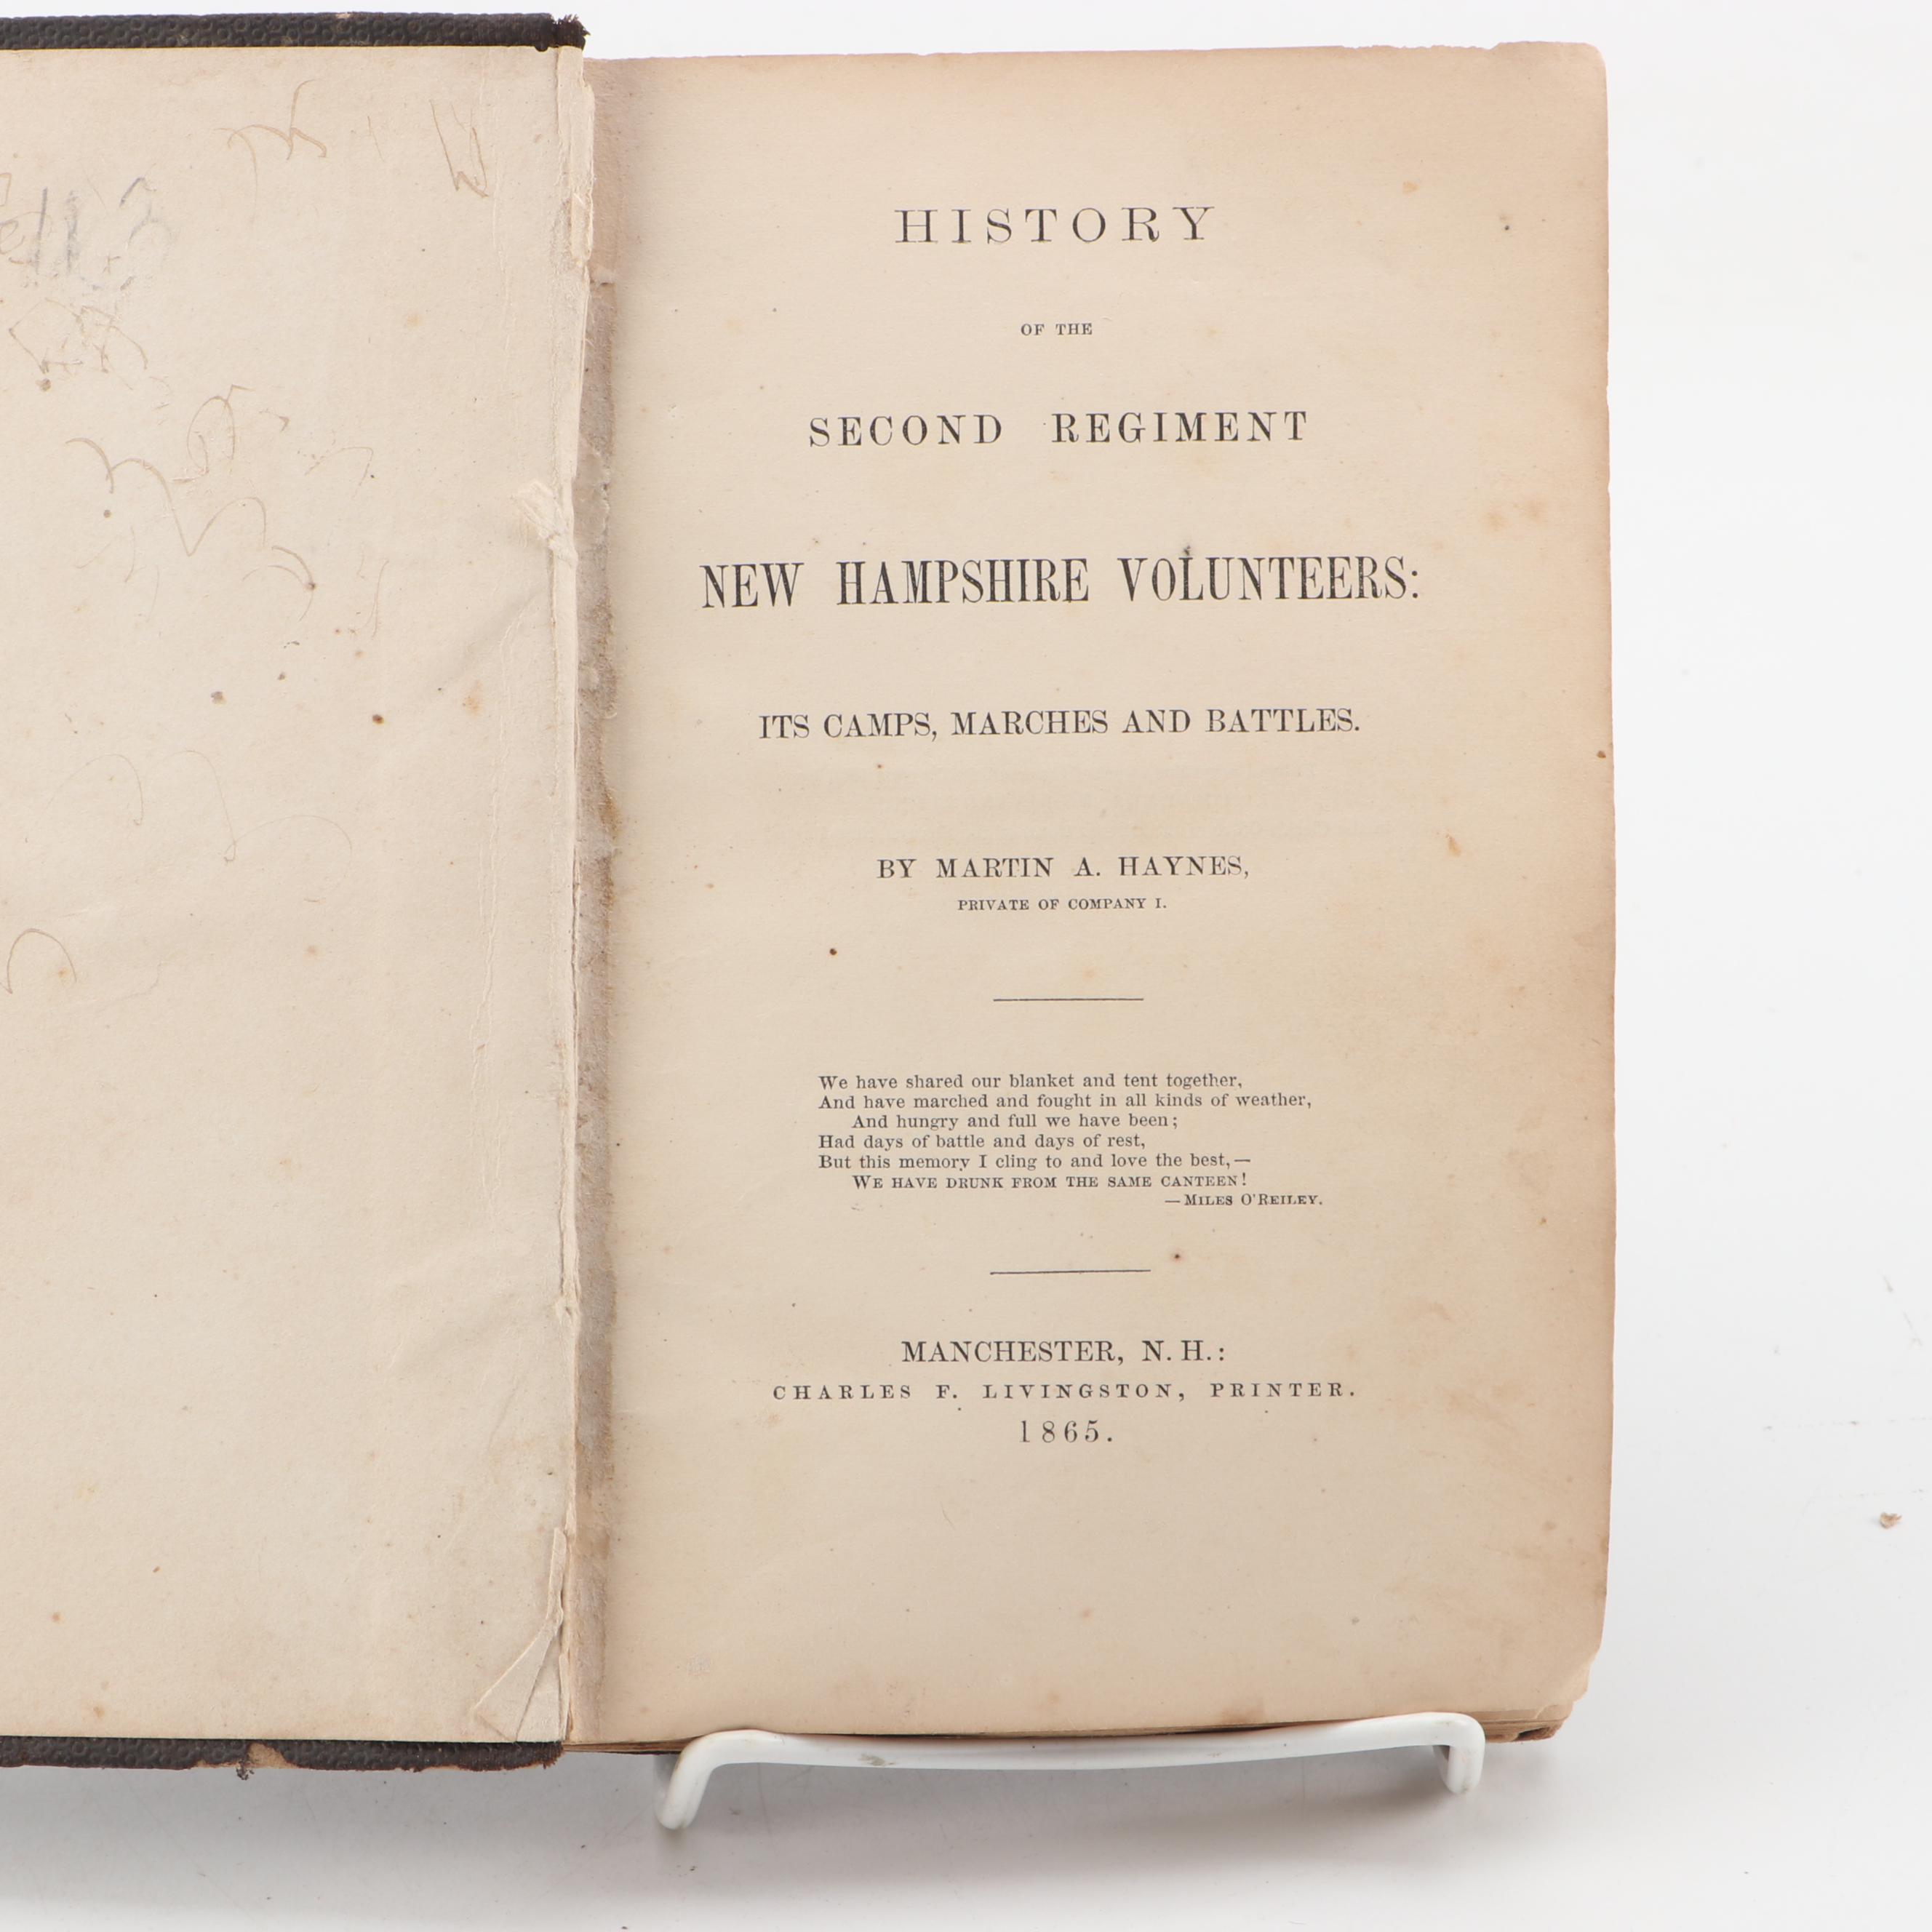 HISTORY
OF THE
SECOND REGIMENT
NEW HAMPSHIRE VOLUNTEERS:
ITS CAMPS, MARCHES AND BATTLES.
BY MARTIN A. HAYNES,
PRIVATE OF COMPANY I.
We have shared our blanket and tent together,
And have marched and fought in all kinds of weather,
And hungry and full we have been;
Had days of battle and days of rest,
But this memory I cling to and love the best,—
WE HAVE DRUNK FROM THE SAME CANTEEN!
—MILES O'REILEY.
MANCHESTER, N. H.:
CHARLES F. LIVINGSTON, PRINTER.
1865.